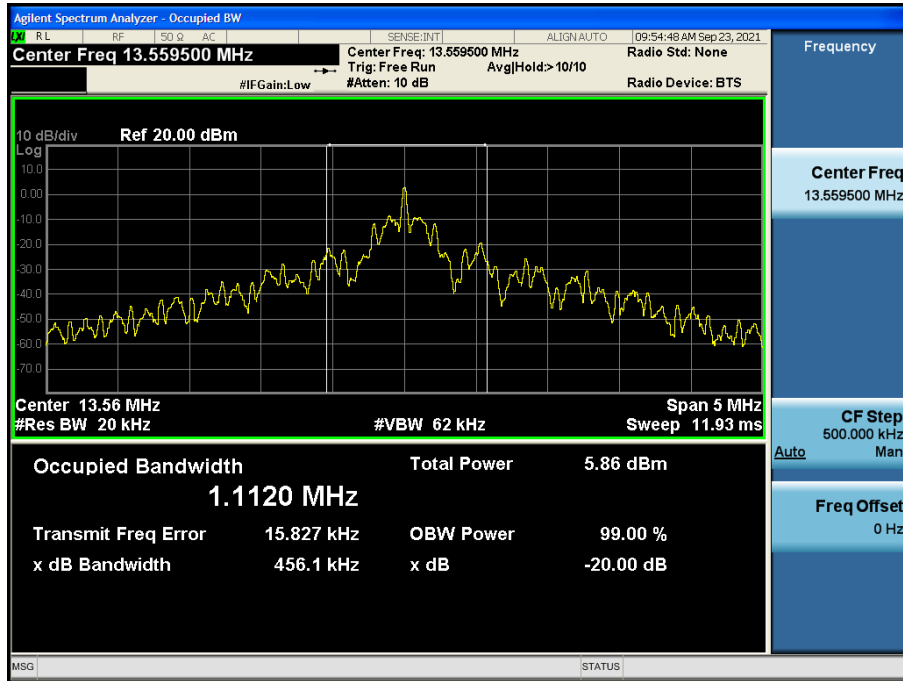 Agilent Spectrum Analyzer - Occupied BW
LXI RL RF 50 Ω AC SENSE:INT ALIGN AUTO 09:54:48 AM Sep 23, 2021
Center Freq 13.559500 MHz
Center Freq: 13.559500 MHz Radio Std: None
Trig: Free Run Avg|Hold:>10/10
#IFGain:Low #Atten: 10 dB Radio Device: BTS
10 dB/div Ref 20.00 dBm
Log
10.0
0.00
-10.0
-20.0
-30.0
-40.0
-50.0
-60.0
-70.0
Center 13.56 MHz Span 5 MHz
#Res BW 20 kHz #VBW 62 kHz Sweep 11.93 ms
Occupied Bandwidth Total Power 5.86 dBm
1.1120 MHz
Transmit Freq Error 15.827 kHz OBW Power 99.00 %
x dB Bandwidth 456.1 kHz x dB -20.00 dB
MSG STATUS
Frequency
Center Freq
13.559500 MHz
CF Step
500.000 kHz
Auto Man
Freq Offset
0 Hz